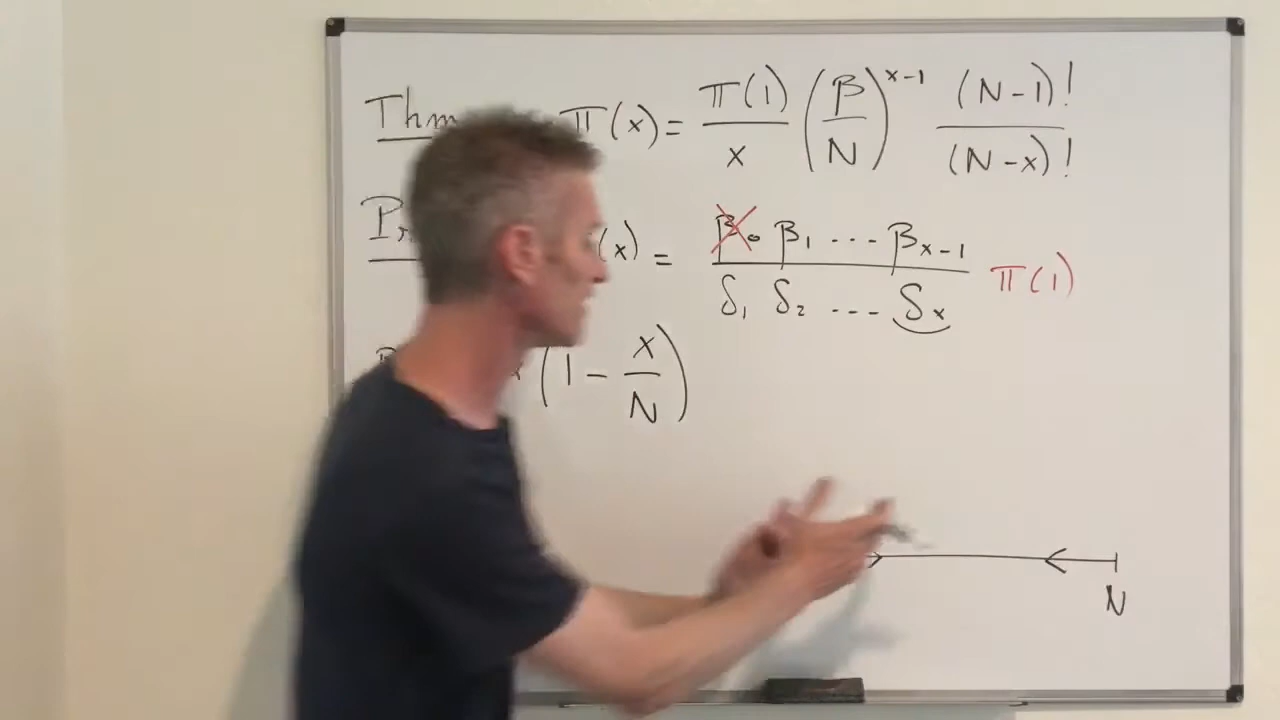 Thm π(x) = π(1)/x (β/N)^{x-1} (N-1)!/(N-x)!
(x) = β₀ β₁ ... β_{x-1} / δ₁ δ₂ ... δ_x π(1)
(1 - x/N)
N